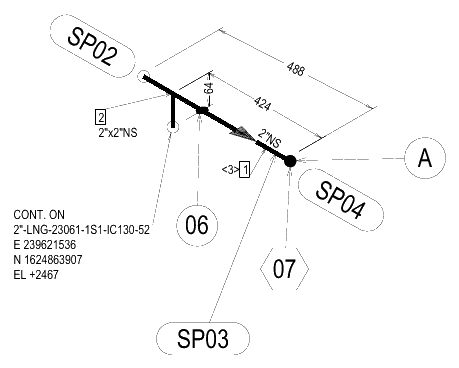 SP02
488
64
424
2
2"x2"NS
2"NS
<3>1
A
06
SP04
CONT. ON
2"-LNG-23061-1S1-IC130-52
E 239621536
N 1624863907
EL +2467
07
SP03